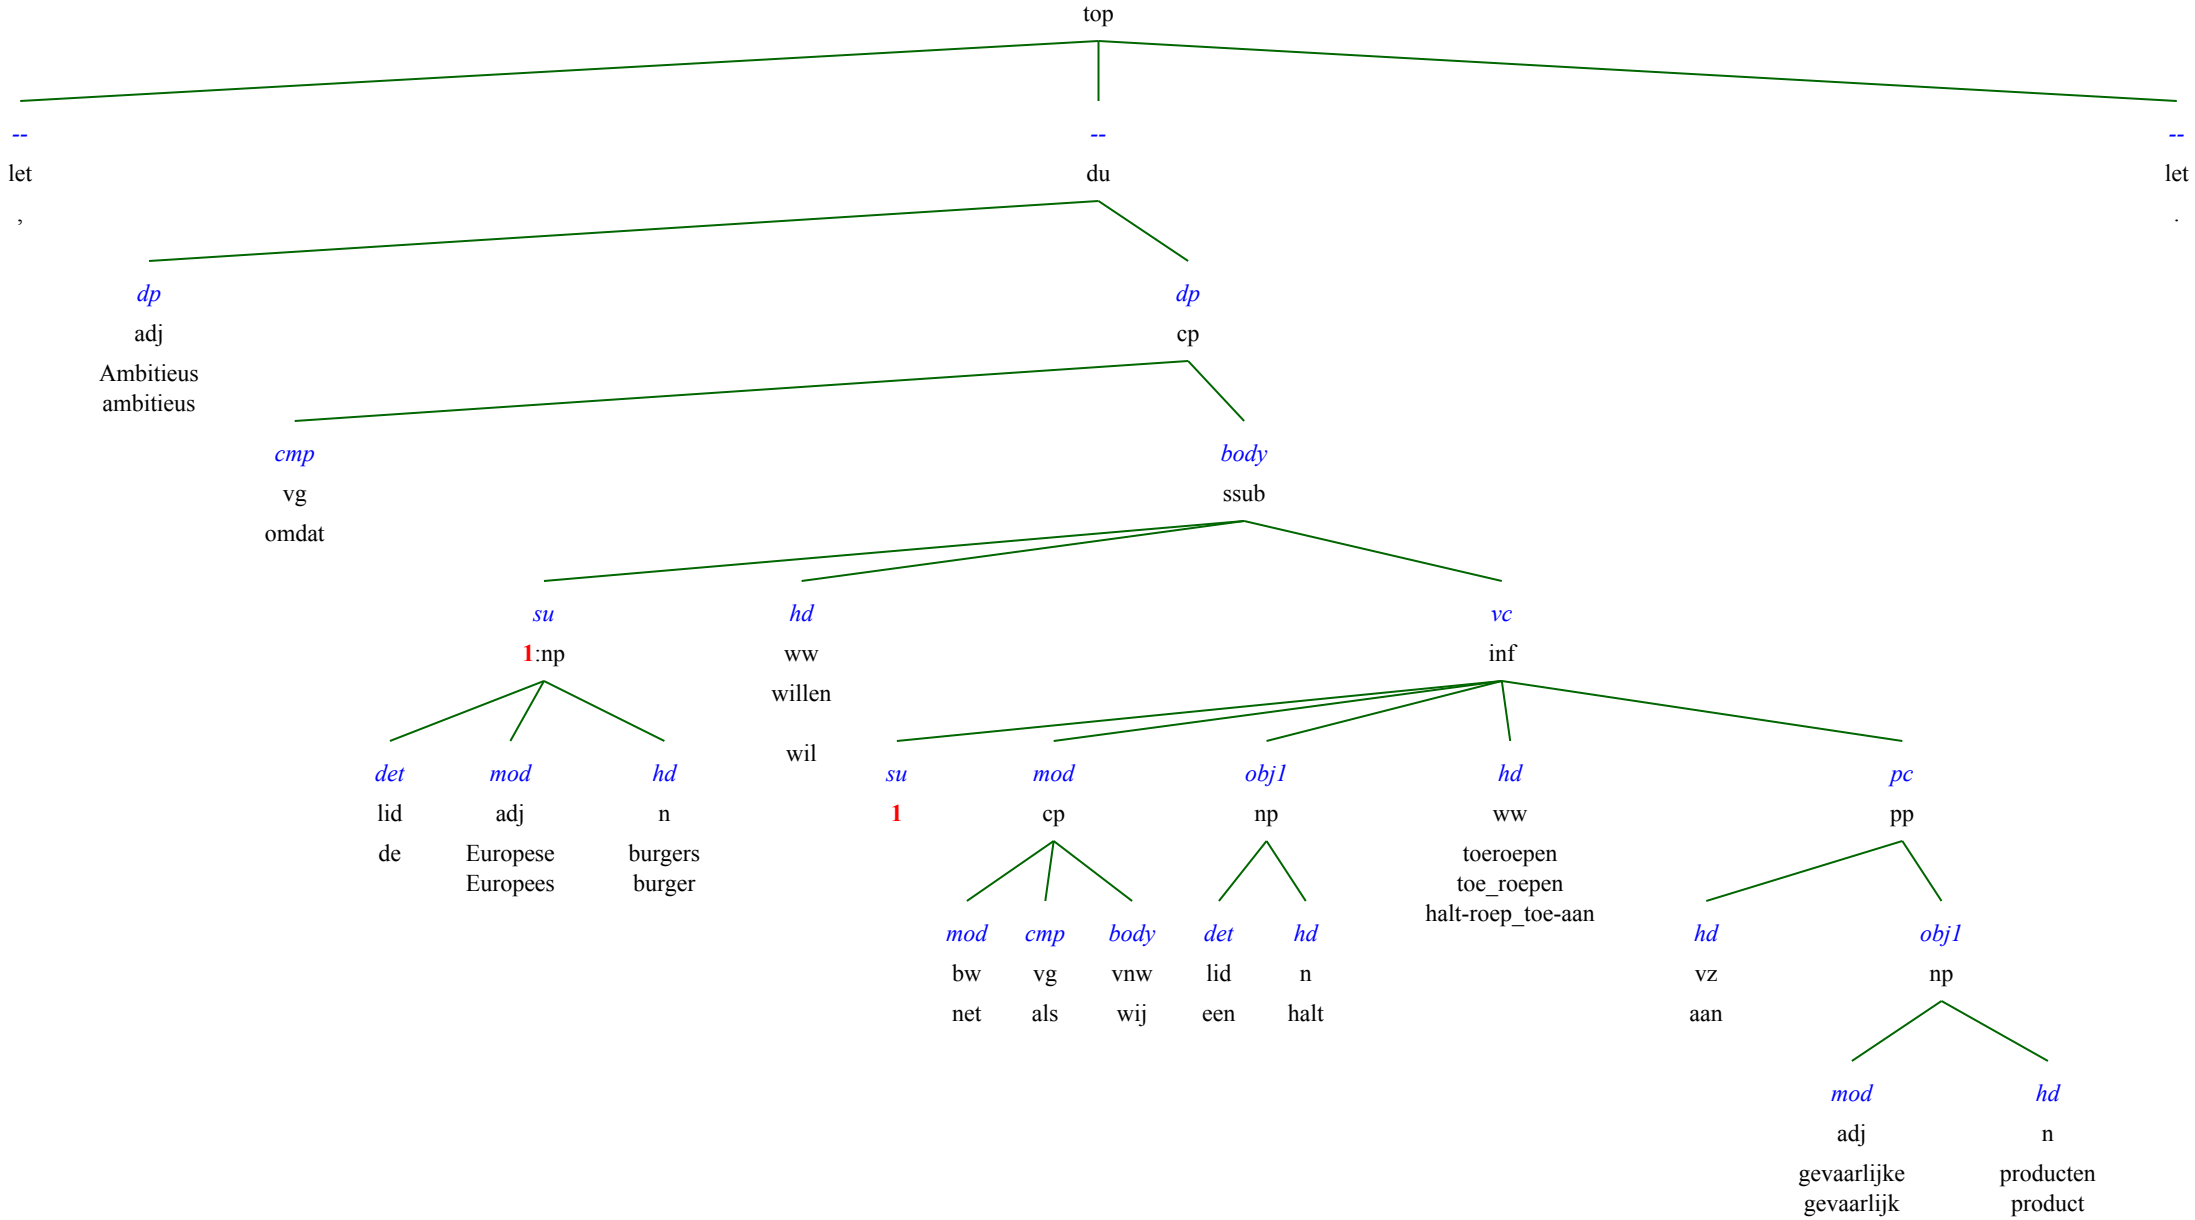 top
-- -- --
let du let
, .
dp dp
adj cp
Ambitieus
ambitieus
cmp body
vg ssub
omdat
su hd vc
1:np ww inf
willen
wil
det mod hd su mod obj1 hd pc
lid adj n 1 cp np ww pp
de Europese burgers toeroepen
Europees burger toe_roepen
halt-roep_toe-aan
mod cmp body det hd hd obj1
bw vg vnw lid n vz np
net als wij een halt aan
mod hd
adj n
gevaarlijke producten
gevaarlijk product